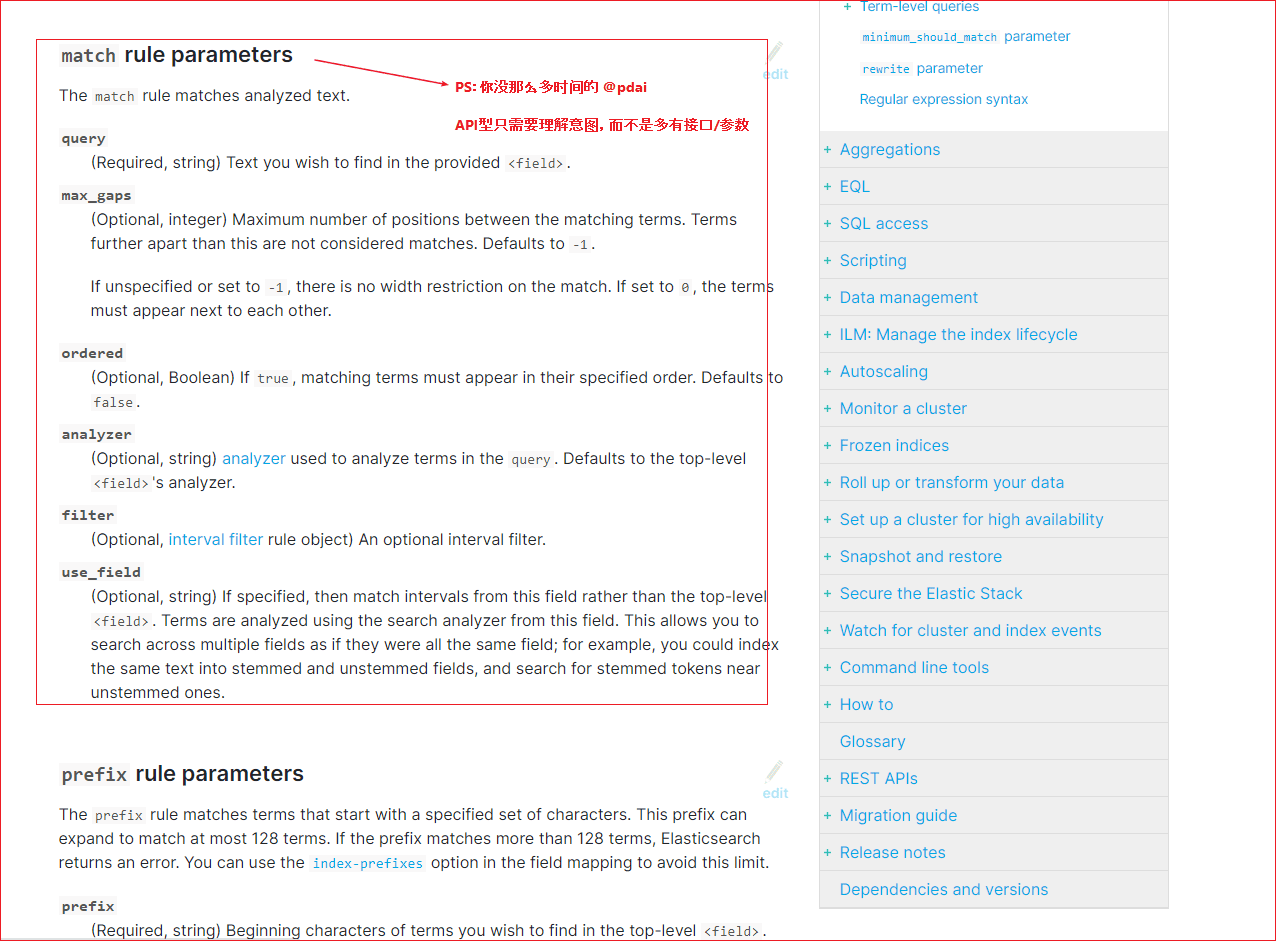 match rule parameters
edit
PS: 你没那么多时间的 @pdai
The match rule matches analyzed text.
API型只需要理解意图, 而不是多有接口/参数
query
(Required, string) Text you wish to find in the provided <field>.
max_gaps
(Optional, integer) Maximum number of positions between the matching terms. Terms
further apart than this are not considered matches. Defaults to -1.
If unspecified or set to -1, there is no width restriction on the match. If set to 0, the terms
must appear next to each other.
ordered
(Optional, Boolean) If true, matching terms must appear in their specified order. Defaults to
false.
analyzer
(Optional, string) analyzer used to analyze terms in the query. Defaults to the top-level
<field>'s analyzer.
filter
(Optional, interval filter rule object) An optional interval filter.
use_field
(Optional, string) If specified, then match intervals from this field rather than the top-level
<field>. Terms are analyzed using the search analyzer from this field. This allows you to
search across multiple fields as if they were all the same field; for example, you could index
the same text into stemmed and unstemmed fields, and search for stemmed tokens near
unstemmed ones.
prefix rule parameters
edit
The prefix rule matches terms that start with a specified set of characters. This prefix can
expand to match at most 128 terms. If the prefix matches more than 128 terms, Elasticsearch
returns an error. You can use the index-prefixes option in the field mapping to avoid this limit.
prefix
(Required, string) Beginning characters of terms you wish to find in the top-level <field>.
+ Term-level queries
minimum_should_match parameter
rewrite parameter
Regular expression syntax
+ Aggregations
+ EQL
+ SQL access
+ Scripting
+ Data management
+ ILM: Manage the index lifecycle
+ Autoscaling
+ Monitor a cluster
+ Frozen indices
+ Roll up or transform your data
+ Set up a cluster for high availability
+ Snapshot and restore
+ Secure the Elastic Stack
+ Watch for cluster and index events
+ Command line tools
+ How to
Glossary
+ REST APIs
+ Migration guide
+ Release notes
Dependencies and versions